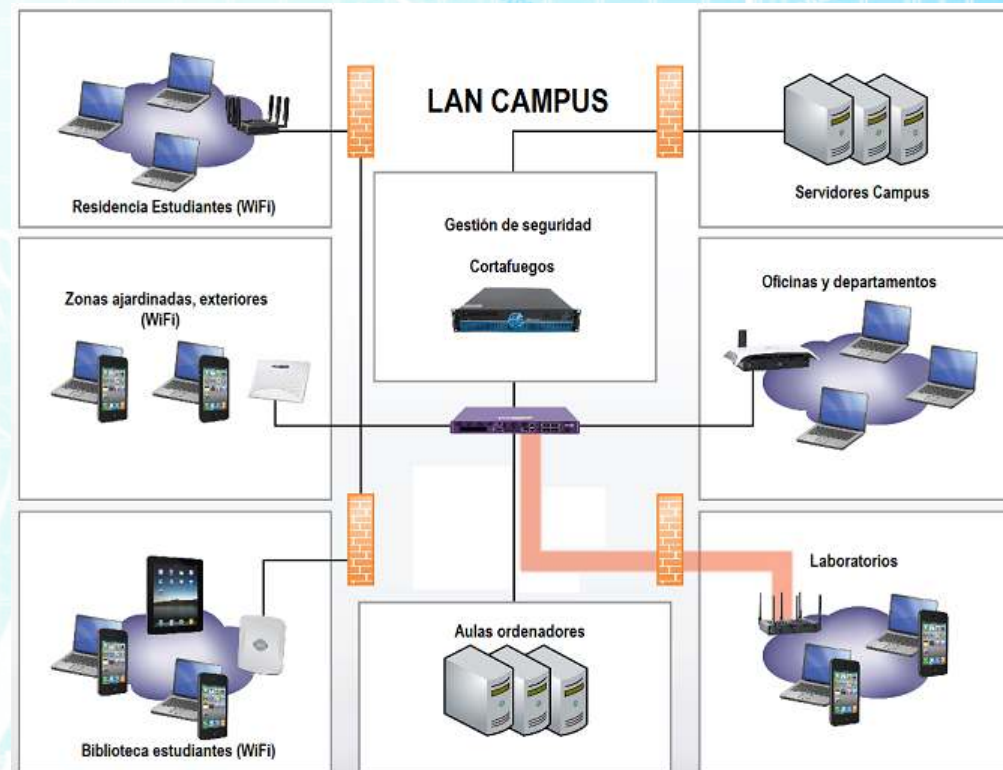 LAN CAMPUS
Residencia Estudiantes (WiFi)
Servidores Campus
Gestión de seguridad
Cortafuegos
Zonas ajardinadas, exteriores
(WiFi)
Oficinas y departamentos
Biblioteca estudiantes (WiFi)
Aulas ordenadores
Laboratorios